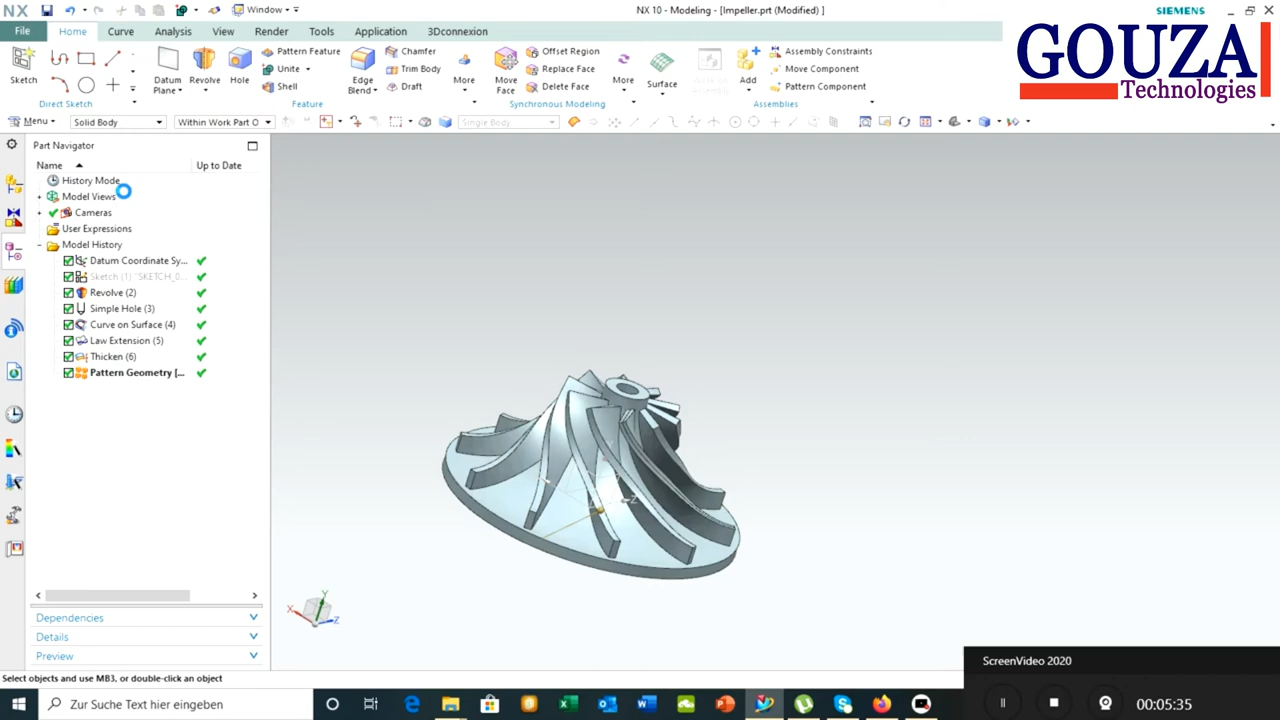 NX
Window
NX 10 - Modeling - [Impeller.prt (Modified) ]
SIEMENS
File Home Curve Analysis View Render Tools Application 3Dconnexion
GOUZA
Technologies
Sketch
Datum Plane
Revolve
Hole
Pattern Feature
Unite
Shell
Edge Blend
Chamfer
Trim Body
Draft
More
Move Face
Offset Region
Replace Face
Delete Face
More
Surface
Add
Assembly Constraints
Move Component
Pattern Component
Direct Sketch
Feature
Synchronous Modeling
Assemblies
Menu
Solid Body
Within Work Part O
Single Body
Part Navigator
Name
Up to Date
History Mode
Model Views
Cameras
User Expressions
Model History
Datum Coordinate Sy...
Sketch (1) "SKETCH_0...
Revolve (2)
Simple Hole (3)
Curve on Surface (4)
Law Extension (5)
Thicken (6)
Pattern Geometry [...
Z
X
Y
Z
Dependencies
Details
Preview
Select objects and use MB3, or double-click an object
ScreenVideo 2020
Zur Suche Text hier eingeben
00:05:35